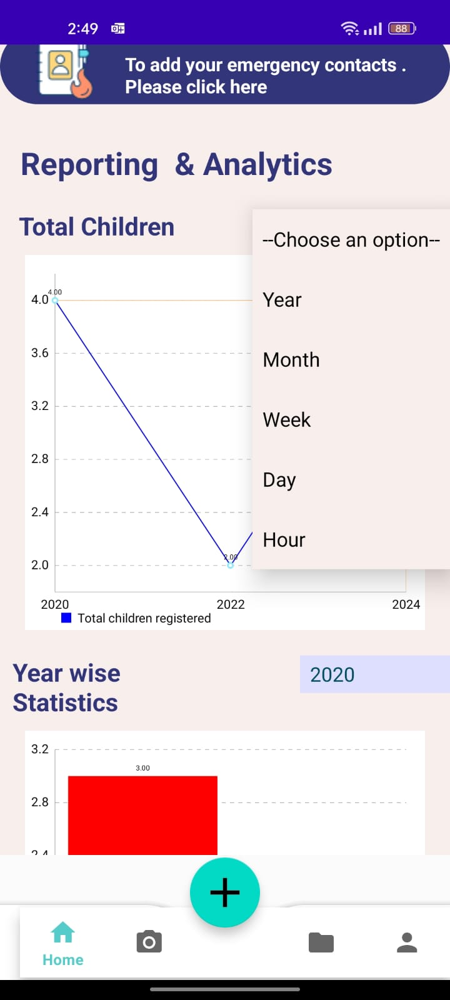 2:49
88
To add your emergency contacts .
Please click here
Reporting & Analytics
Total Children
--Choose an option--
Year
Month
Week
Day
Hour
4.00
4.0
3.6
3.2
2.8
2.4
2.00
2.0
2020 2022 2024
Total children registered
Year wise
Statistics
2020
3.2
3.00
2.8
2.4
Home